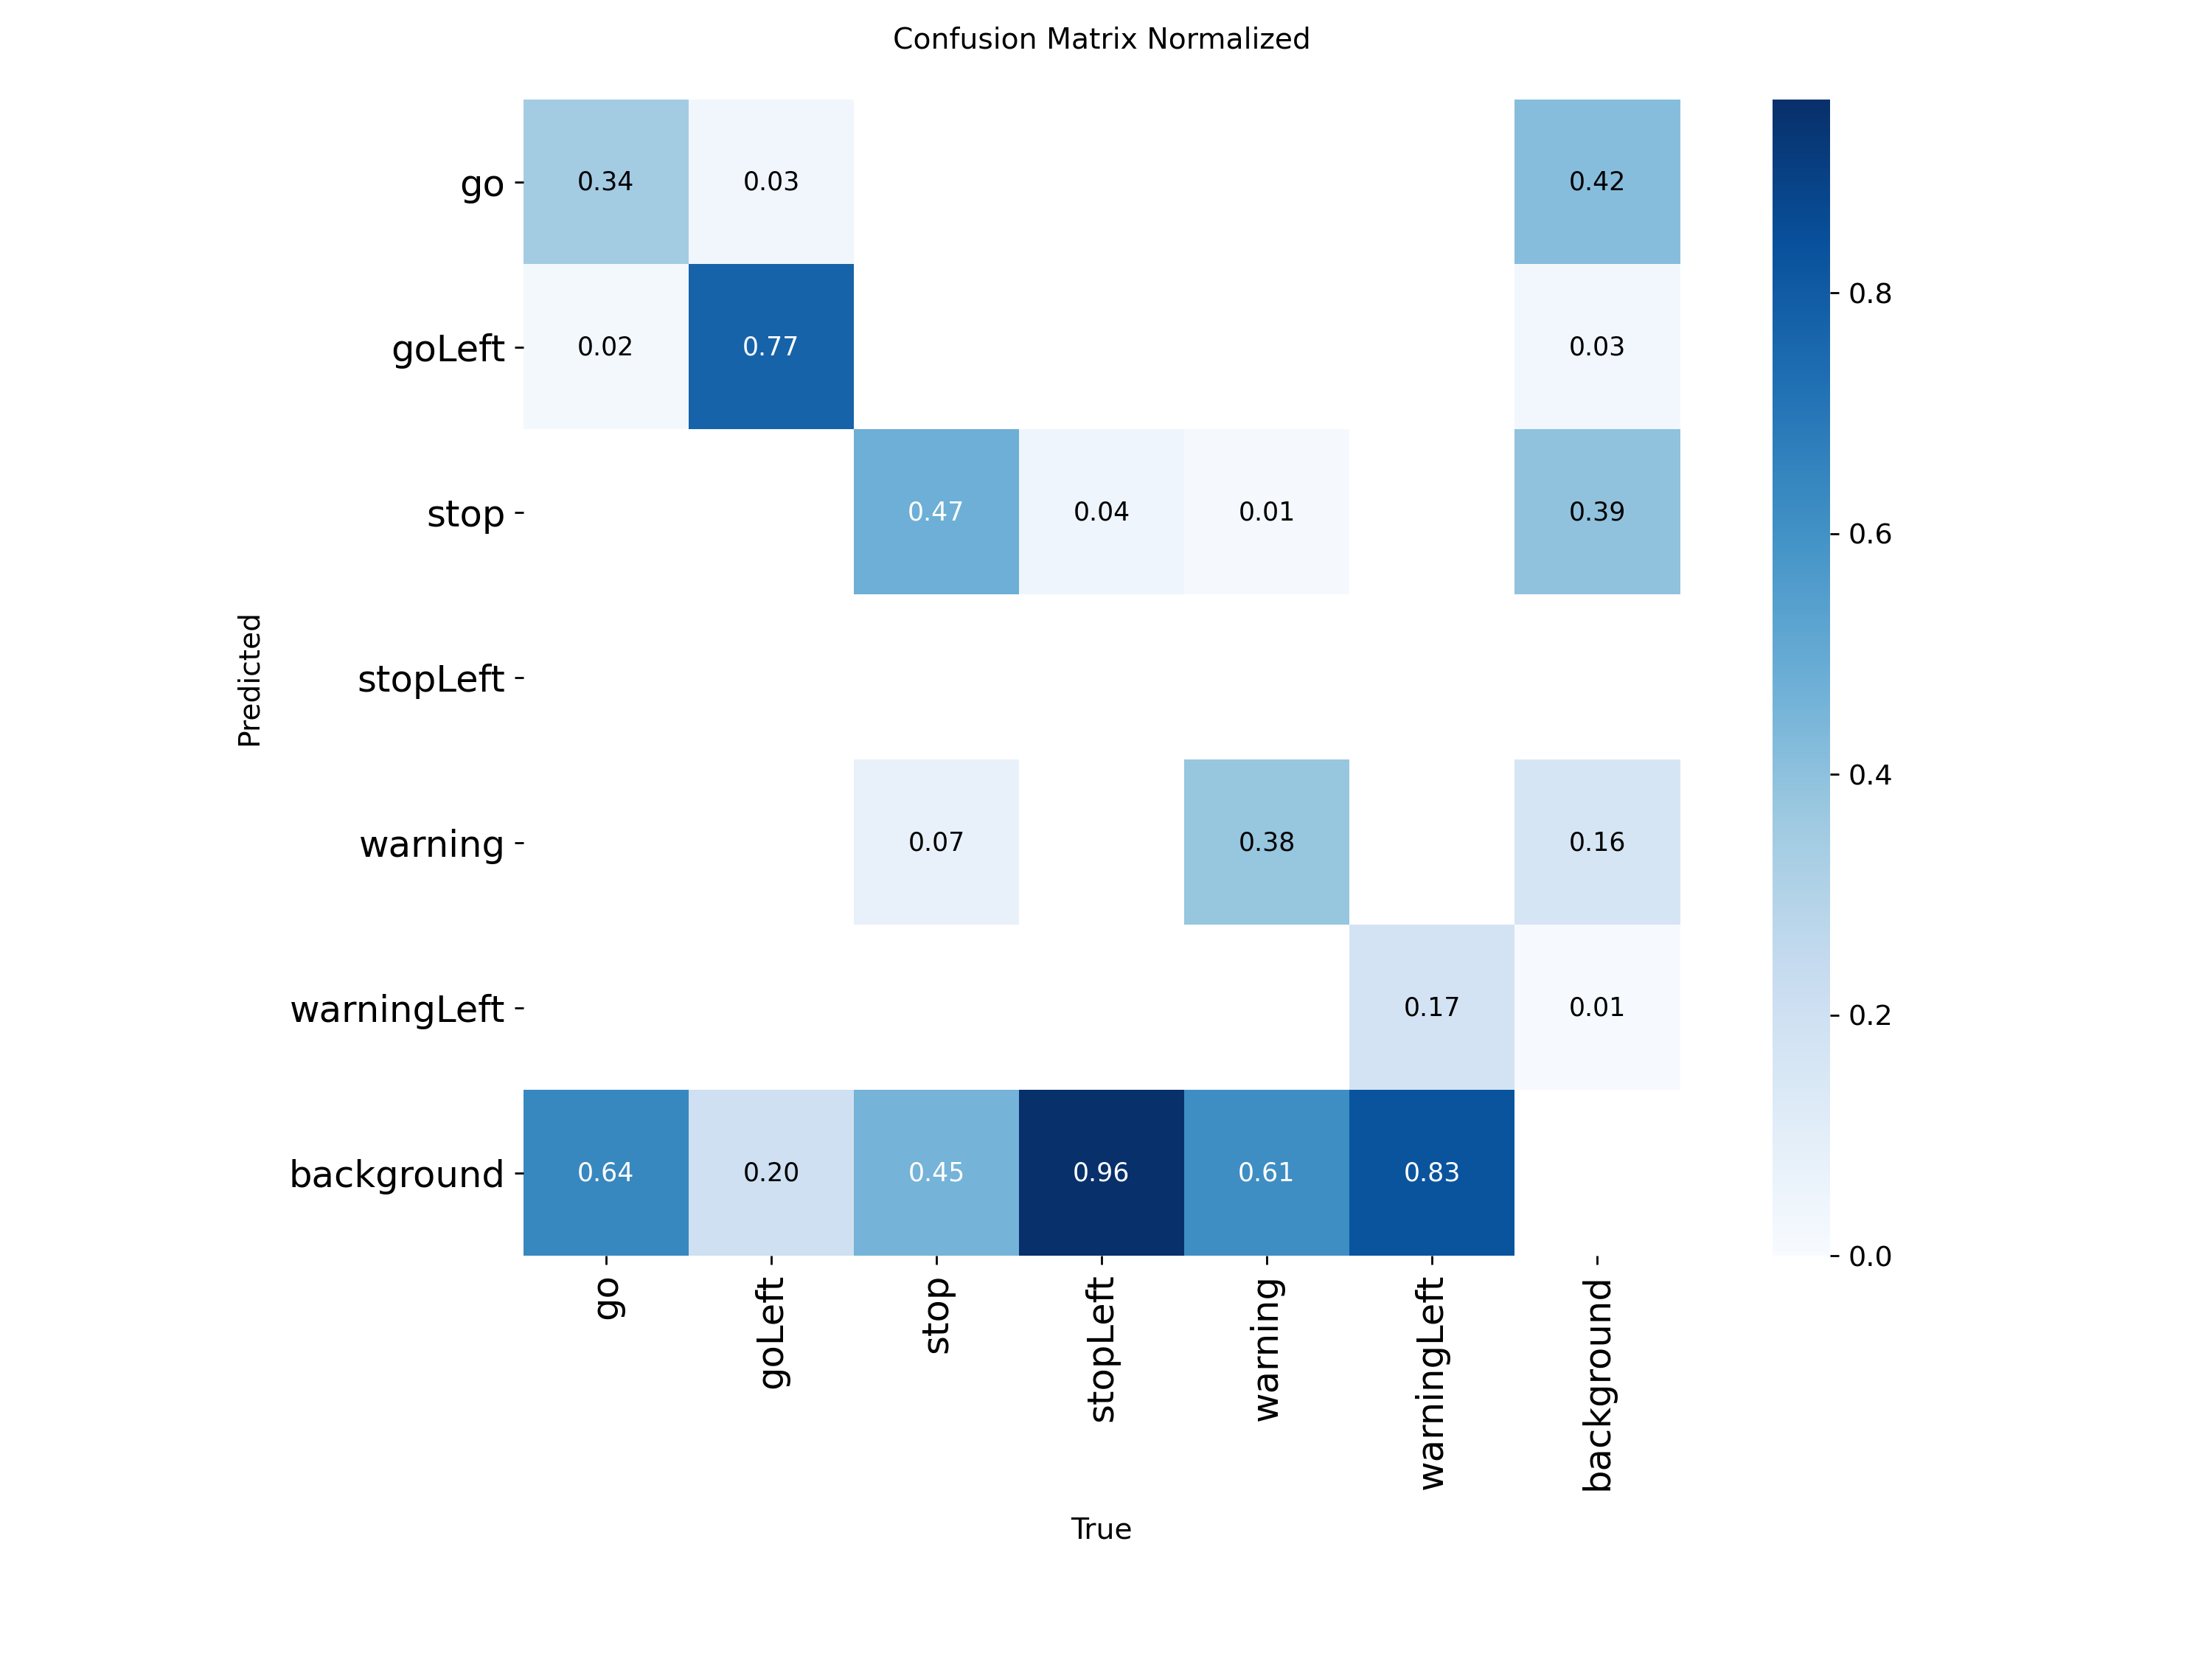 Confusion Matrix Normalized
go
0.34
0.03
0.42
goLeft
0.02
0.77
0.03
stop
0.47
0.04
0.01
0.39
stopLeft
warning
0.07
0.38
0.16
warningLeft
0.17
0.01
background
0.64
0.20
0.45
0.96
0.61
0.83
Predicted
go
goLeft
stop
stopLeft
warning
warningLeft
background
True
0.8
0.6
0.4
0.2
0.0